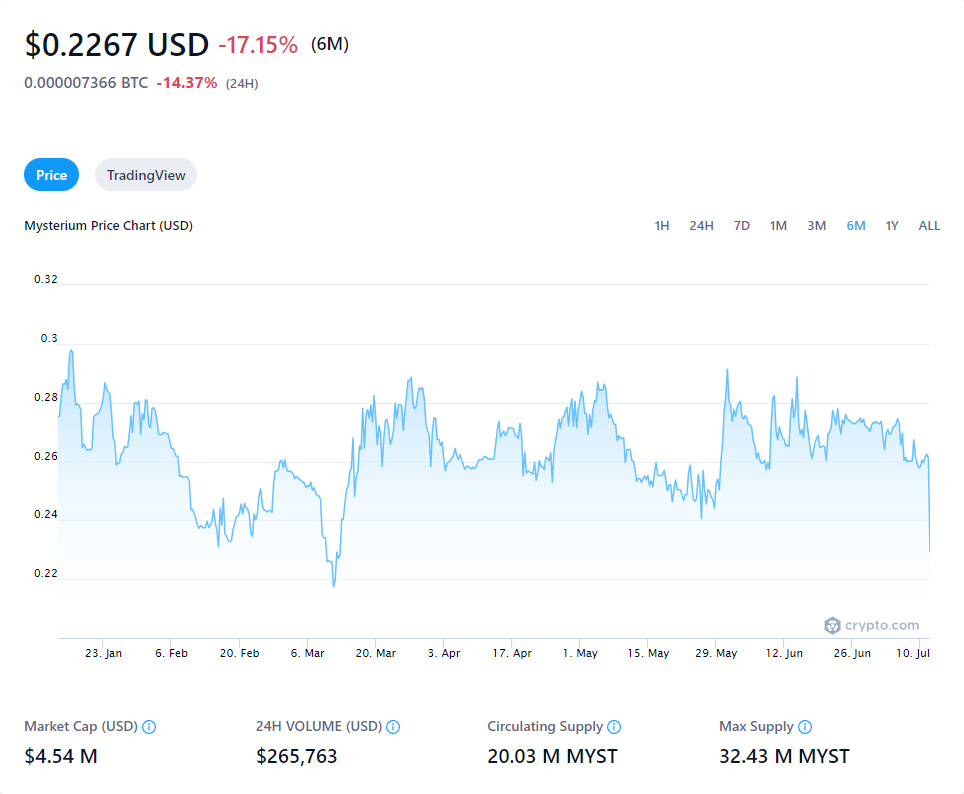 $0.2267 USD -17.15% (6M)
0.000007366 BTC -14.37% (24H)
Price TradingView
Mysterium Price Chart (USD) 1H 24H 7D 1M 3M 6M 1Y ALL
0.32
0.3
0.28
0.26
0.24
0.22
crypto.com
23. Jan 6. Feb 20. Feb 6. Mar 20. Mar 3. Apr 17. Apr 1. May 15. May 29. May 12. Jun 26. Jun 10. Jul
Market Cap (USD) 24H VOLUME (USD) Circulating Supply Max Supply
$4.54 M $265,763 20.03 M MYST 32.43 M MYST